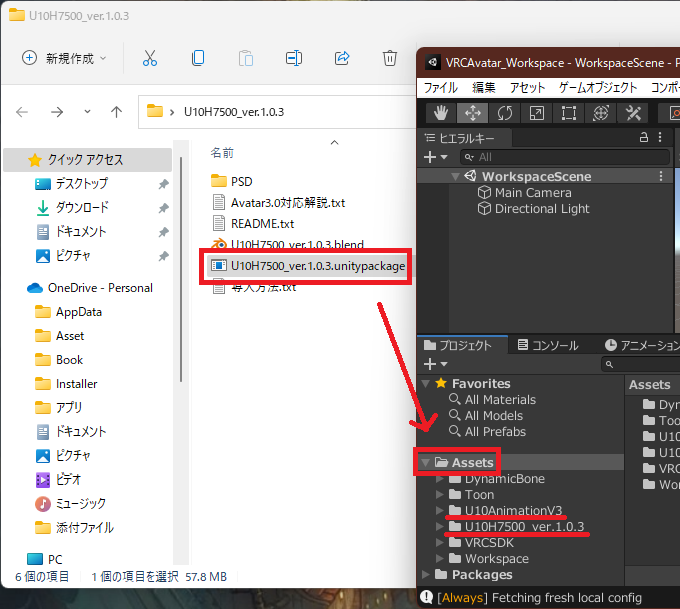 U10H7500_ver.1.0.3
新規作成
U10H7500_ver.1.0.3
クイック アクセス
デスクトップ
ダウンロード
ドキュメント
ピクチャ
OneDrive - Personal
AppData
Asset
Book
Installer
アプリ
ドキュメント
ピクチャ
ビデオ
ミュージック
添付ファイル
PC
名前
PSD
Avatar3.0対応解説.txt
README.txt
U10H7500_ver.1.0.3.blend
U10H7500_ver.1.0.3.unitypackage
導入方法.txt
6 個の項目 1 個の項目を選択 57.8 MB
VRCAvatar_Workspace - WorkspaceScene - P
ファイル 編集 アセット ゲームオブジェクト コンポ
ヒエラルキー
All
WorkspaceScene
Main Camera
Directional Light
プロジェクト コンソール アニメーション
Favorites
All Materials
All Models
All Prefabs
Assets
DynamicBone
Toon
U10AnimationV3
U10H7500_ver.1.0.3
VRCSDK
Workspace
Packages
Assets
Dyn
Too
U10
U10
VRC
Wor
[Always] Fetching fresh local config